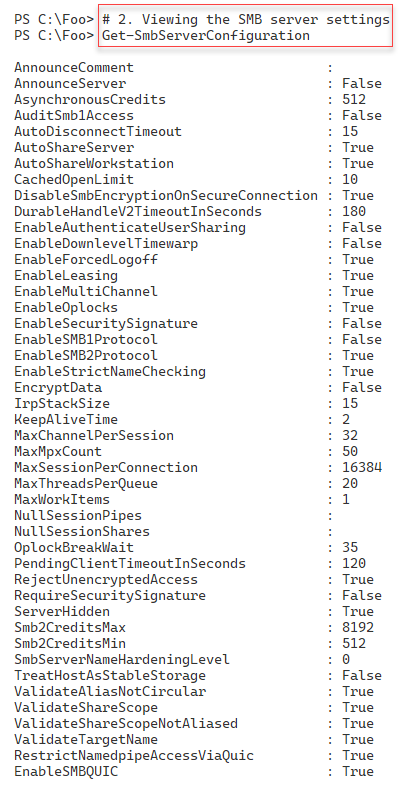 PS C:\Foo> # 2. Viewing the SMB server settings
PS C:\Foo> Get-SmbServerConfiguration
AnnounceComment :
AnnounceServer : False
AsynchronousCredits : 512
AuditSmb1Access : False
AutoDisconnectTimeout : 15
AutoShareServer : True
AutoShareWorkstation : True
CachedOpenLimit : 10
DisableSmbEncryptionOnSecureConnection : True
DurableHandleV2TimeoutInSeconds : 180
EnableAuthenticateUserSharing : False
EnableDownlevelTimewarp : False
EnableForcedLogoff : True
EnableLeasing : True
EnableMultiChannel : True
EnableOplocks : True
EnableSecuritySignature : False
EnableSMB1Protocol : False
EnableSMB2Protocol : True
EnableStrictNameChecking : True
EncryptData : False
IrpStackSize : 15
KeepAliveTime : 2
MaxChannelPerSession : 32
MaxMpxCount : 50
MaxSessionPerConnection : 16384
MaxThreadsPerQueue : 20
MaxWorkItems : 1
NullSessionPipes :
NullSessionShares :
OplockBreakWait : 35
PendingClientTimeoutInSeconds : 120
RejectUnencryptedAccess : True
RequireSecuritySignature : False
ServerHidden : True
Smb2CreditsMax : 8192
Smb2CreditsMin : 512
SmbServerNameHardeningLevel : 0
TreatHostAsStableStorage : False
ValidateAliasNotCircular : True
ValidateShareScope : True
ValidateShareScopeNotAliased : True
ValidateTargetName : True
RestrictNamedpipeAccessViaQuic : True
EnableSMBQUIC : True